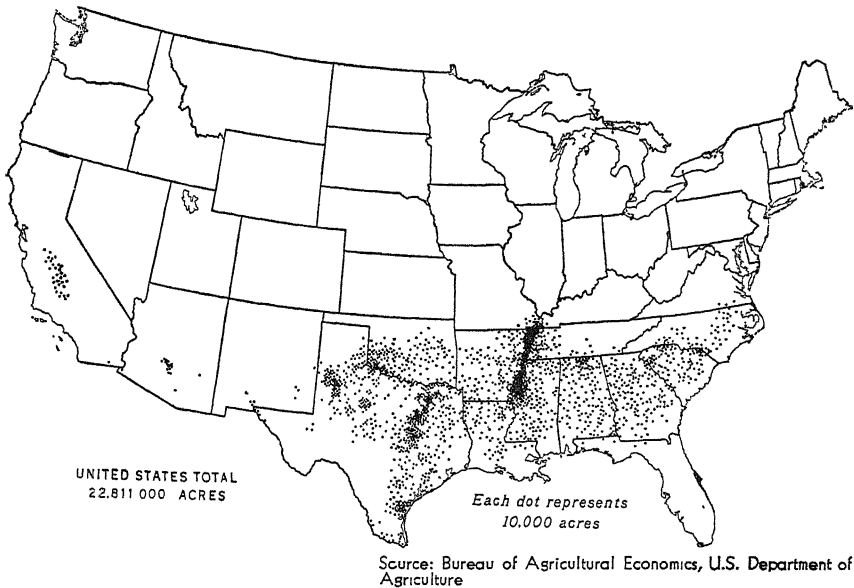 UNITED STATES TOTAL
22,811 000 ACRES
Each dot represents
10,000 acres
Source: Bureau of Agricultural Economics, U.S. Department of
Agriculture